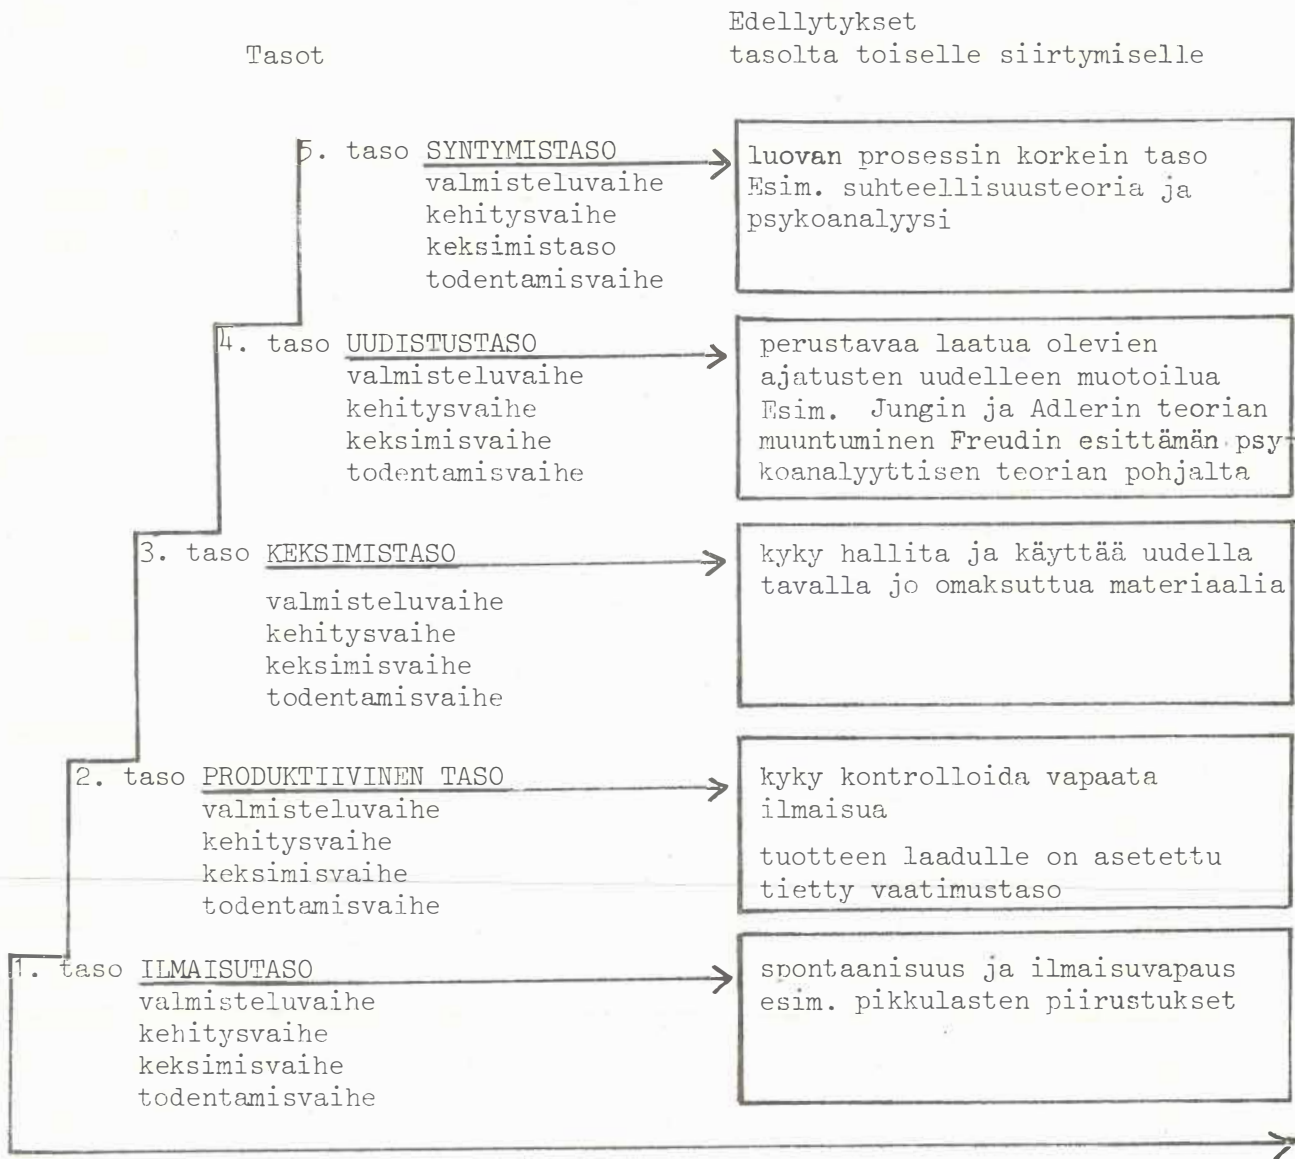 Edellytykset
Tasot tasolta toiselle siirtymiselle
5. taso SYNTYMISTASO
valmisteluvaihe
kehitysvaihe
keksimistaso
todentamisvaihe
luovan prosessin korkein taso
Esim. suhteellisuusteoria ja
psykoanalyysi
4. taso UUDISTUSTASO
valmisteluvaihe
kehitysvaihe
keksimisvaihe
todentamisvaihe
perustavaa laatua olevien
ajatusten uudelleen muotoilua
Esim. Jungin ja Adlerin teorian
muuntuminen Freudin esittämän psy-
koanalyyttisen teorian pohjalta
3. taso KEKSIMISTASO
valmisteluvaihe
kehitysvaihe
keksimisvaihe
todentamisvaihe
kyky hallita ja käyttää uudella
tavalla jo omaksuttua materiaalia
2. taso PRODUKTIIVINEN TASO
valmisteluvaihe
kehitysvaihe
keksimisvaihe
todentamisvaihe
kyky kontrolloida vapaata
ilmaisua
tuotteen laadulle on asetettu
tietty vaatimustaso
1. taso ILMAISUTASO
valmisteluvaihe
kehitysvaihe
keksimisvaihe
todentamisvaihe
spontaanisuus ja ilmaisuvapaus
esim. pikkulasten piirustukset